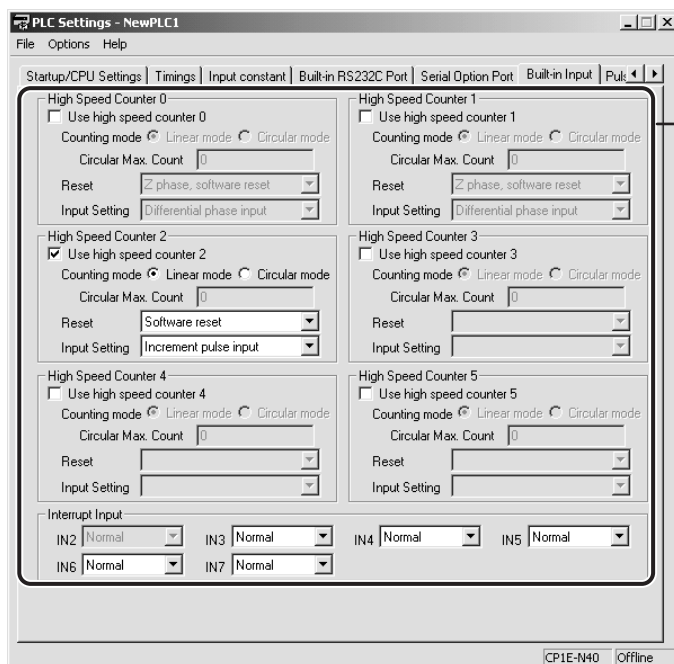 PLC Settings - NewPLC1
File Options Help
Startup/CPU Settings Timings Input constant Built-in RS232C Port Serial Option Port Built-in Input
High Speed Counter 0
Use high speed counter 0
Counting mode Linear mode Circular mode
Circular Max. Count 0
Reset Z phase, software reset
Input Setting Differential phase input
High Speed Counter 1
Use high speed counter 1
Counting mode Linear mode Circular mode
Circular Max. Count 0
Reset Z phase, software reset
Input Setting Differential phase input
High Speed Counter 2
Use high speed counter 2
Counting mode Linear mode Circular mode
Circular Max. Count 0
Reset Software reset
Input Setting Increment pulse input
High Speed Counter 3
Use high speed counter 3
Counting mode Linear mode Circular mode
Circular Max. Count 0
Reset
Input Setting
High Speed Counter 4
Use high speed counter 4
Counting mode Linear mode Circular mode
Circular Max. Count 0
Reset
Input Setting
High Speed Counter 5
Use high speed counter 5
Counting mode Linear mode Circular mode
Circular Max. Count 0
Reset
Input Setting
Interrupt Input
IN2 Normal IN3 Normal IN4 Normal IN5 Normal
IN6 Normal IN7 Normal
CP1E-N40 Offline